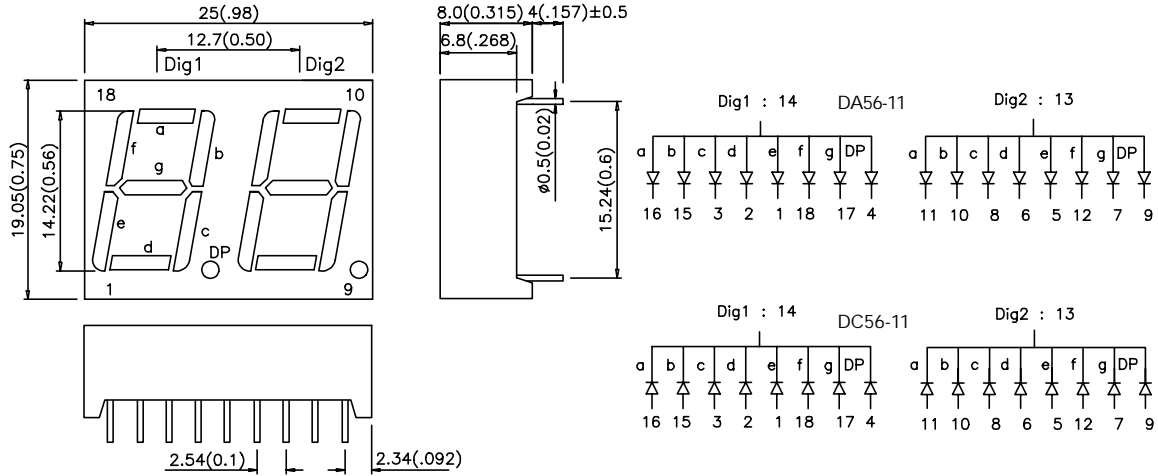 25(.98)
12.7(0.50)
Dig1
Dig2
18
10
a
f
b
g
e
c
d
DP
1
9
19.05(0.75)
14.22(0.56)
8.0(0.315)
4(.157)±0.5
6.8(.268)
ø0.5(0.02)
15.24(0.6)
2.54(0.1)
2.34(.092)
Dig1 : 14
DA56-11
Dig2 : 13
a b c d e f g DP
16 15 3 2 1 18 17 4
a b c d e f g DP
11 10 8 6 5 12 7 9
Dig1 : 14
DC56-11
Dig2 : 13
a b c d e f g DP
16 15 3 2 1 18 17 4
a b c d e f g DP
11 10 8 6 5 12 7 9